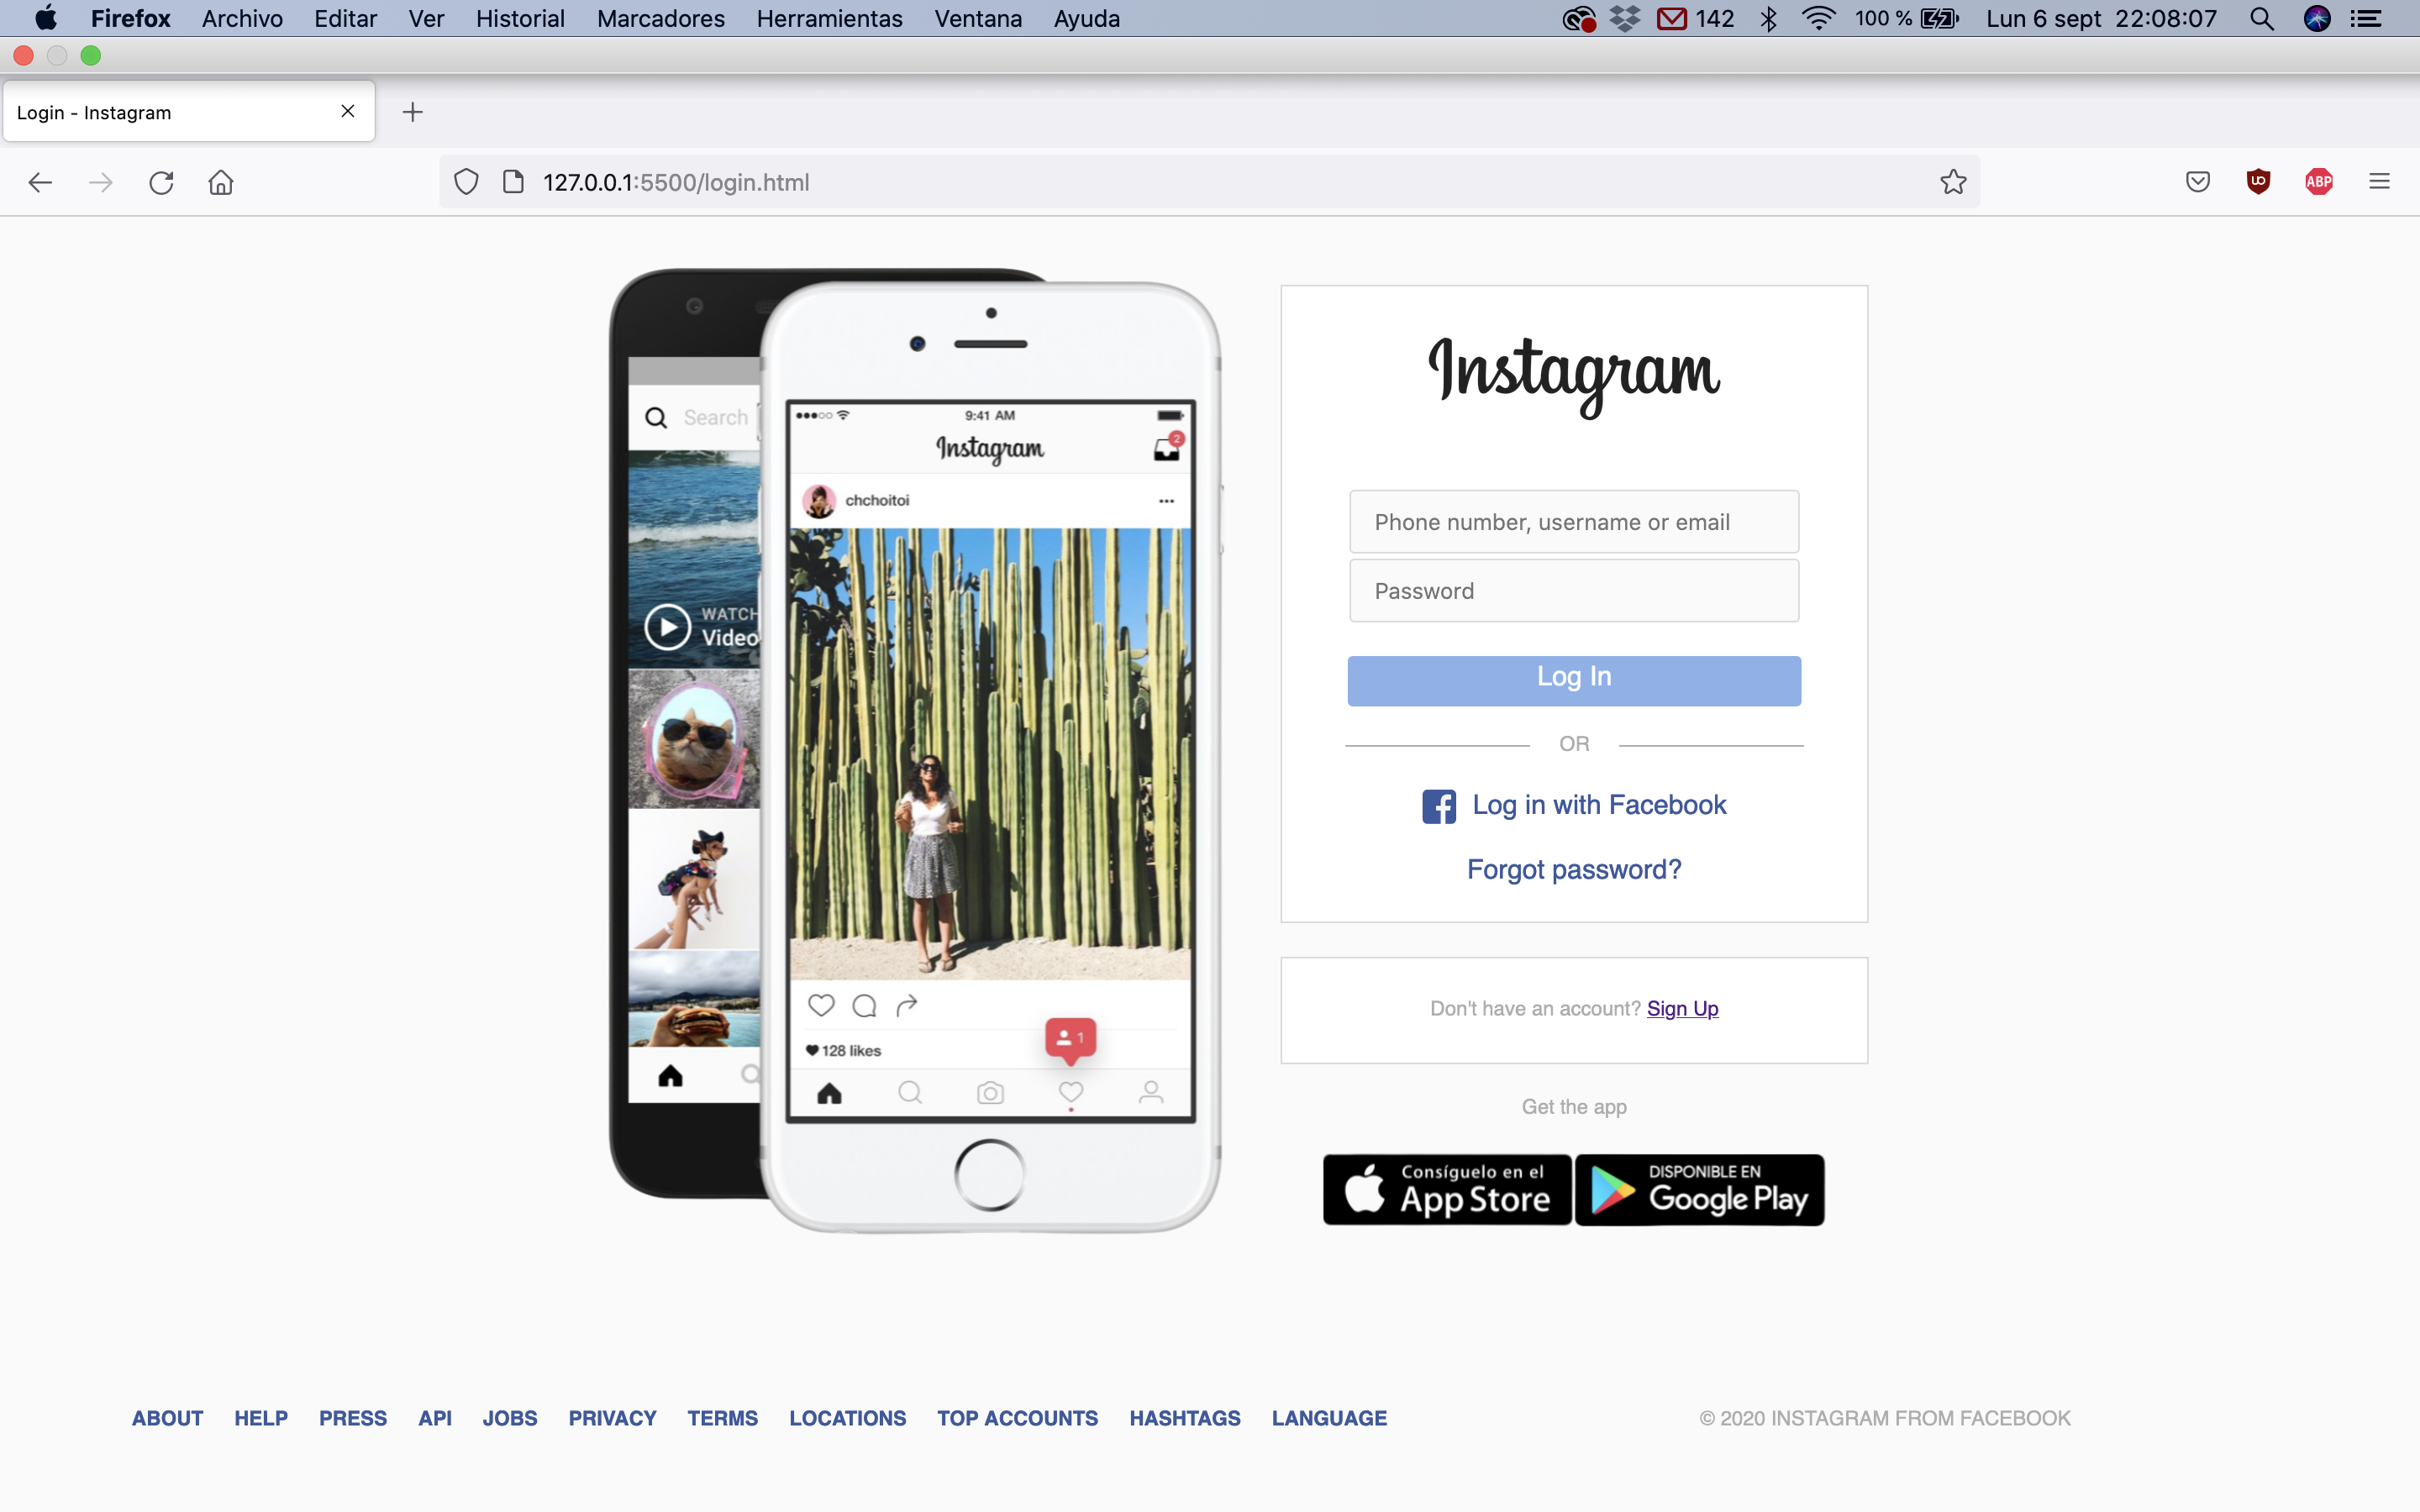 Firefox Archivo Editar Ver Historial Marcadores Herramientas Ventana Ayuda 142 100 % Lun 6 sept 22:08:07
Login - Instagram
127.0.0.1:5500/login.html
UO ABP
Search
WATCH
Video
9:41 AM
Instagram 2
chchoitoi
1
128 likes
Instagram
Phone number, username or email
Password
Log In
OR
Log in with Facebook
Forgot password?
Don't have an account? Sign Up
Get the app
Consíguelo en el
App Store
DISPONIBLE EN
Google Play
ABOUT HELP PRESS API JOBS PRIVACY TERMS LOCATIONS TOP ACCOUNTS HASHTAGS LANGUAGE © 2020 INSTAGRAM FROM FACEBOOK